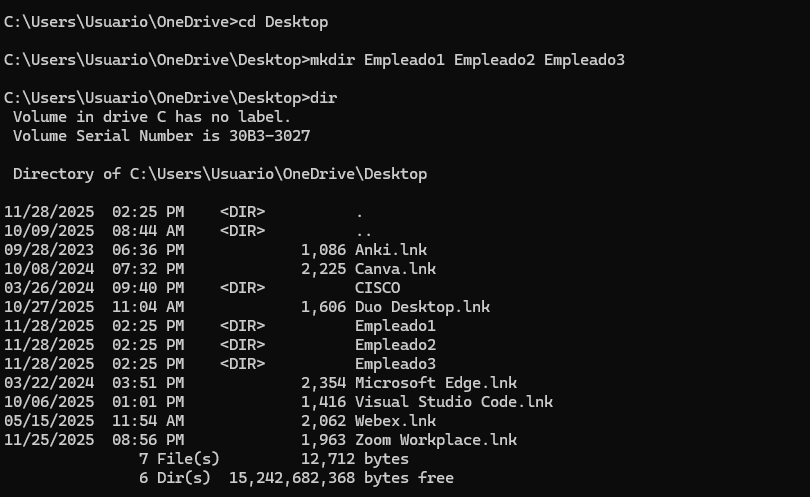 C:\Users\Usuario\OneDrive>cd Desktop
C:\Users\Usuario\OneDrive\Desktop>mkdir Empleado1 Empleado2 Empleado3
C:\Users\Usuario\OneDrive\Desktop>dir
Volume in drive C has no label.
Volume Serial Number is 30B3-3027
Directory of C:\Users\Usuario\OneDrive\Desktop
11/28/2025  02:25 PM    <DIR>          .
10/09/2025  08:44 AM    <DIR>          ..
09/28/2023  06:36 PM             1,086 Anki.lnk
10/08/2024  07:32 PM             2,225 Canva.lnk
03/26/2024  09:40 PM    <DIR>          CISCO
10/27/2025  11:04 AM             1,606 Duo Desktop.lnk
11/28/2025  02:25 PM    <DIR>          Empleado1
11/28/2025  02:25 PM    <DIR>          Empleado2
11/28/2025  02:25 PM    <DIR>          Empleado3
03/22/2024  03:51 PM             2,354 Microsoft Edge.lnk
10/06/2025  01:01 PM             1,416 Visual Studio Code.lnk
05/15/2025  11:54 AM             2,062 Webex.lnk
11/25/2025  08:56 PM             1,963 Zoom Workplace.lnk
7 File(s)         12,712 bytes
6 Dir(s)  15,242,682,368 bytes free